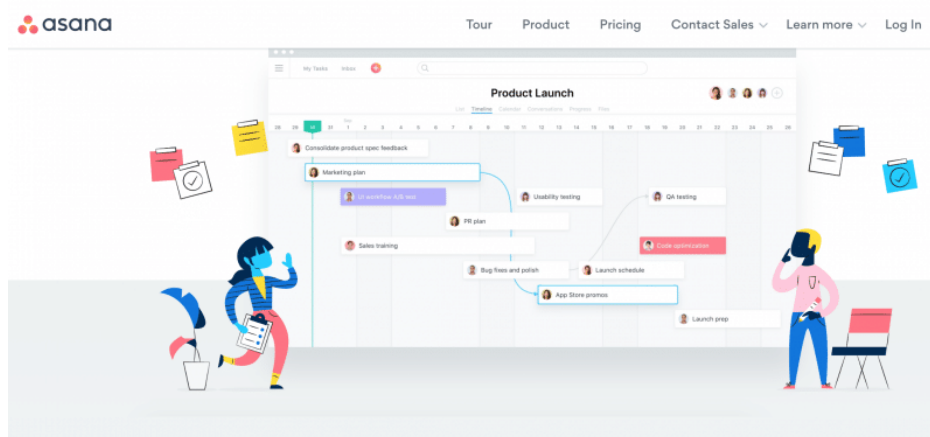 asana
Tour Product Pricing Contact Sales Learn more Log In
My Tasks Inbox
Product Launch
List Timeline Calendar Conversations Progress Files
28 29 30 31 1 2 3 4 5 6 7 8 9 10 11 12 13 14 15 16 17 18 19 20 21 22 23 24 25 26
Consolidate product spec feedback
Marketing plan
UI workflow A/B test Usability testing QA testing
PR plan
Sales training Code optimization
Bug fixes and polish Launch schedule
App Store promos
Launch prep